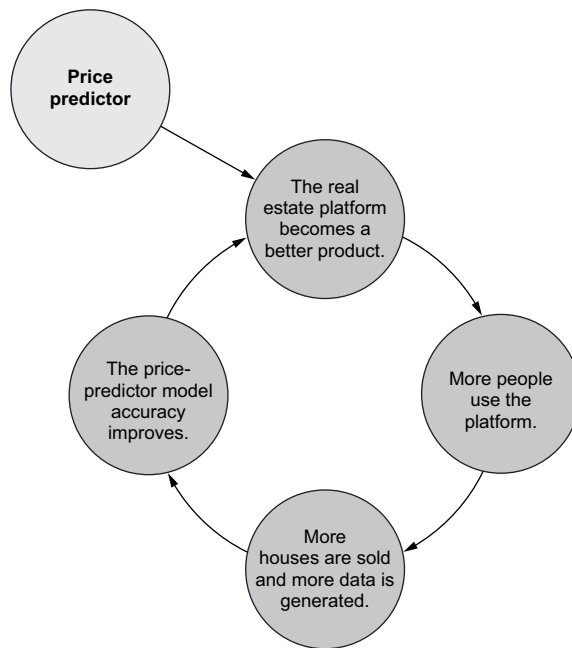 Price
predictor
The real
estate platform
becomes a
better product.
More people
use the
platform.
More
houses are sold
and more data is
generated.
The price-
predictor model
accuracy
improves.